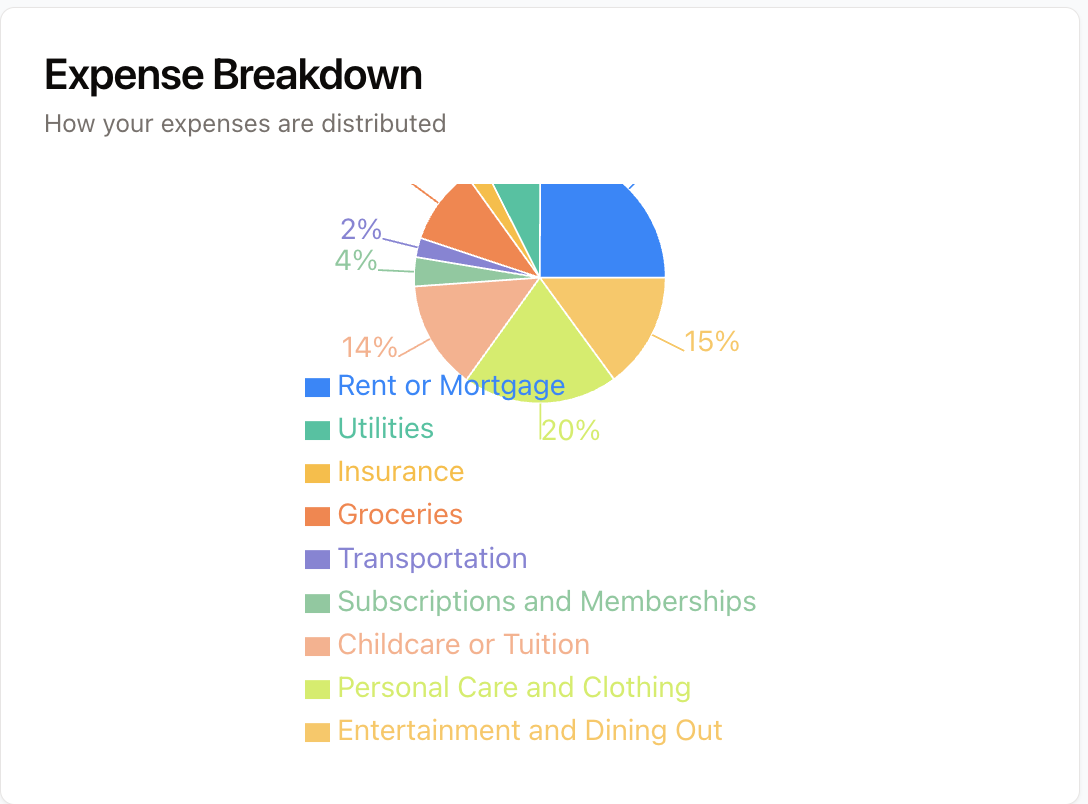 Expense Breakdown
How your expenses are distributed
2%
4%
14%
15%
Rent or Mortgage
20%
Utilities
Insurance
Groceries
Transportation
Subscriptions and Memberships
Childcare or Tuition
Personal Care and Clothing
Entertainment and Dining Out